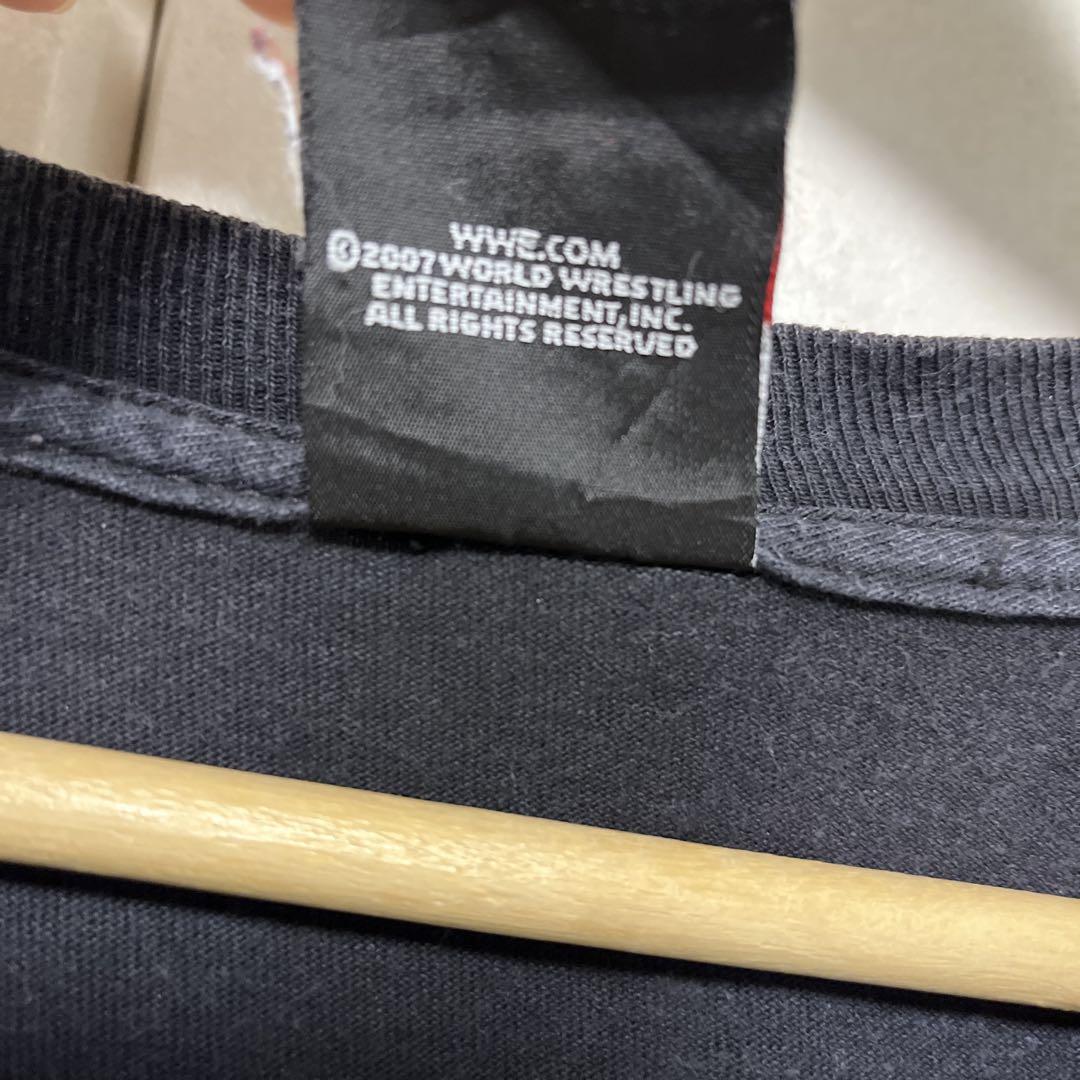 WWE.COM
©2007 WORLD WRESTLING
ENTERTAINMENT, INC.
ALL RIGHTS RESERVED